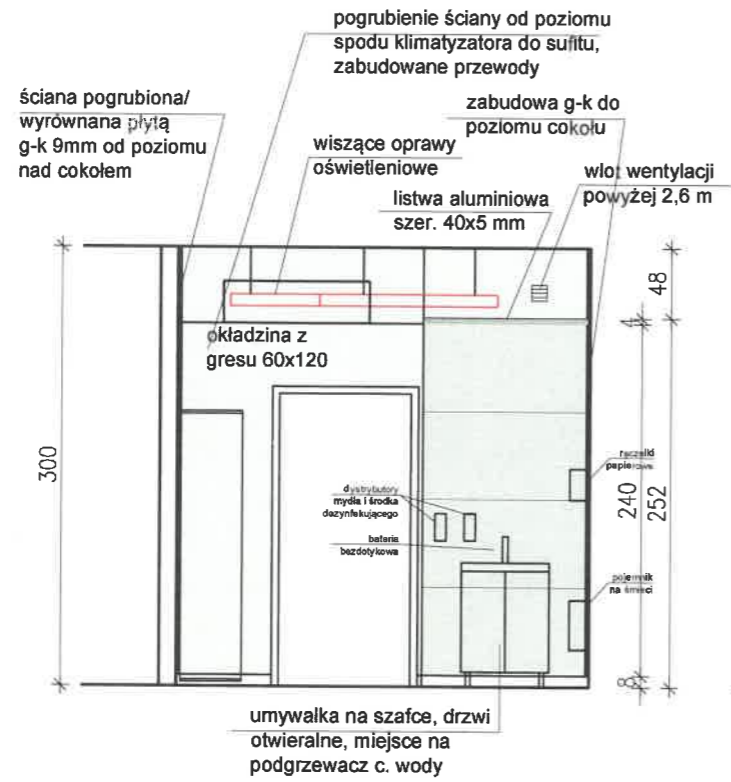 pogrubienie ściany od poziomu
spodu klimatyzatora do sufitu,
zabudowane przewody
ściana pogrubiona/
wyrównana płytą
g-k 9mm od poziomu
nad cokołem
zabudowa g-k do
poziomu cokołu
wiszące oprawy
oświetleniowe
wlot wentylacji
powyżej 2,6 m
listwa aluminiowa
szer. 40x5 mm
48
4
okładzina z
gresu 60x120
300
240
252
ręczniki
papierowe
dystrybutory
mydła i środka
dezynfekującego
bateria
bezdotykowa
pojemnik
na śmieci
8
umywalka na szafce, drzwi
otwieralne, miejsce na
podgrzewacz c. wody